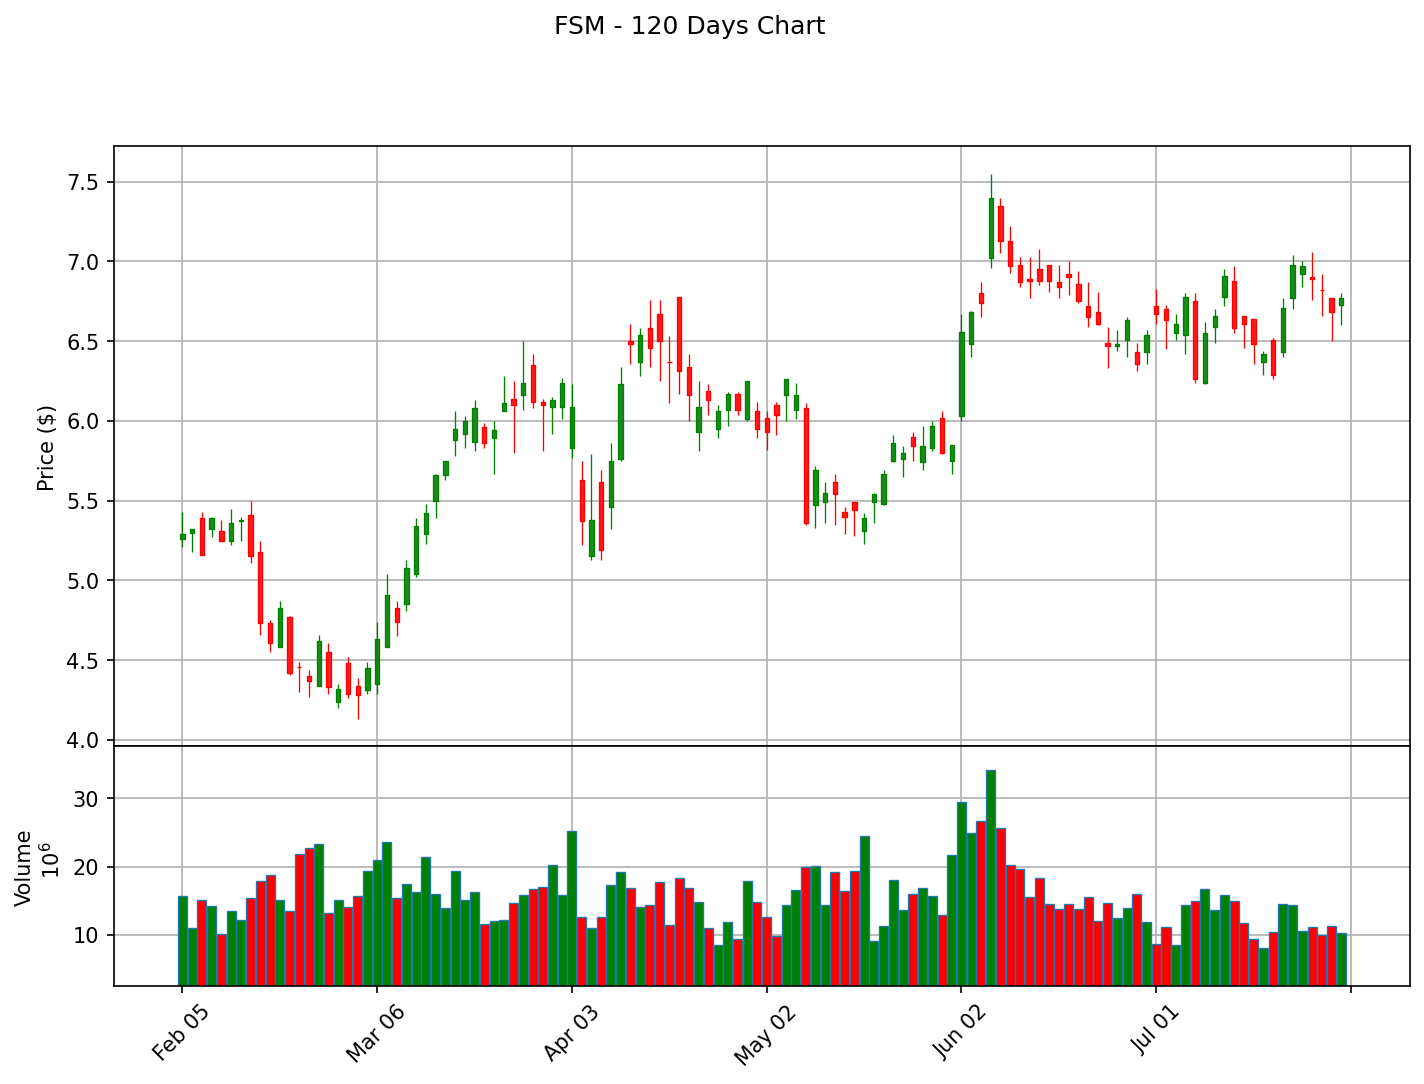 FSM - 120 Days Chart
Price ($)
7.5
7.0
6.5
6.0
5.5
5.0
4.5
4.0
Volume
10^6
30
20
10
Feb 05
Mar 06
Apr 03
May 02
Jun 02
Jul 01